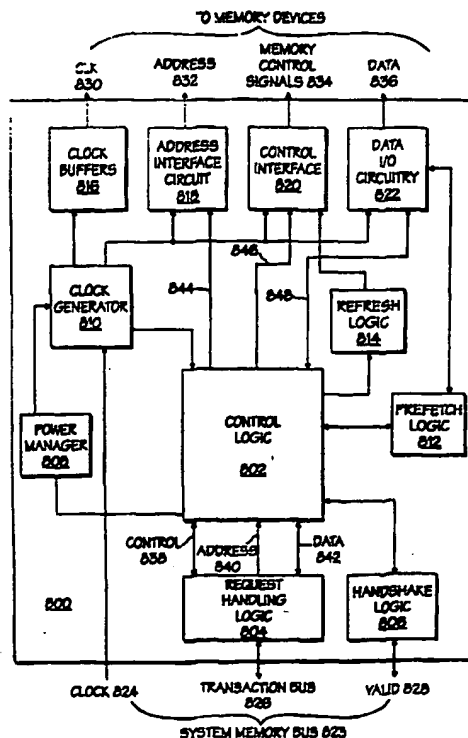 TO MEMORY DEVICES
CLK
830
ADDRESS
832
MEMORY
CONTROL
SIGNALS 834
DATA
836
CLOCK
BUFFERS
816
ADDRESS
INTERFACE
CIRCUIT
818
CONTROL
INTERFACE
820
DATA
I/O
CIRCUITRY
822
846
844
848
CLOCK
GENERATOR
810
REFRESH
LOGIC
814
POWER
MANAGER
808
CONTROL
LOGIC
802
PREFETCH
LOGIC
812
CONTROL
838
ADDRESS
840
DATA
842
800
REQUEST
HANDLING
LOGIC
804
HANDSHAKE
LOGIC
806
CLOCK 824
TRANSACTION BUS
826
VALID 828
SYSTEM MEMORY BUS 823